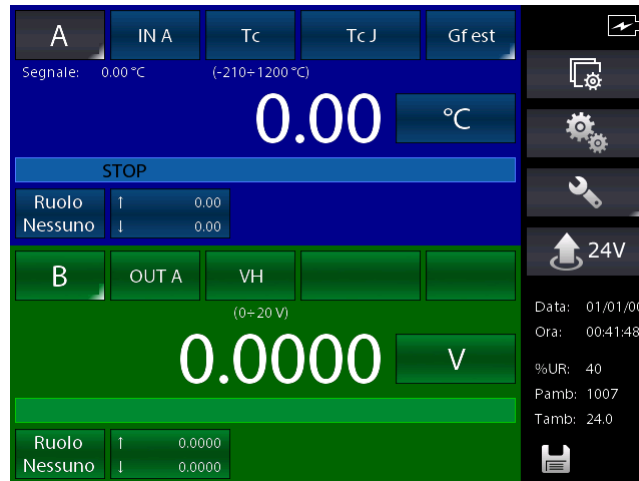 A IN A Tc Tc J Gf est
Segnale: 0.00 °C (-210÷1200 °C)
0.00 °C
STOP
Ruolo ↑ 0.00
Nessuno ↓ 0.00
B OUT A VH
(0÷20 V)
0.0000 V
Ruolo ↑ 0.0000
Nessuno ↓ 0.0000
24V
Data: 01/01/00
Ora: 00:41:48
%UR: 40
Pamb: 1007
Tamb: 24.0